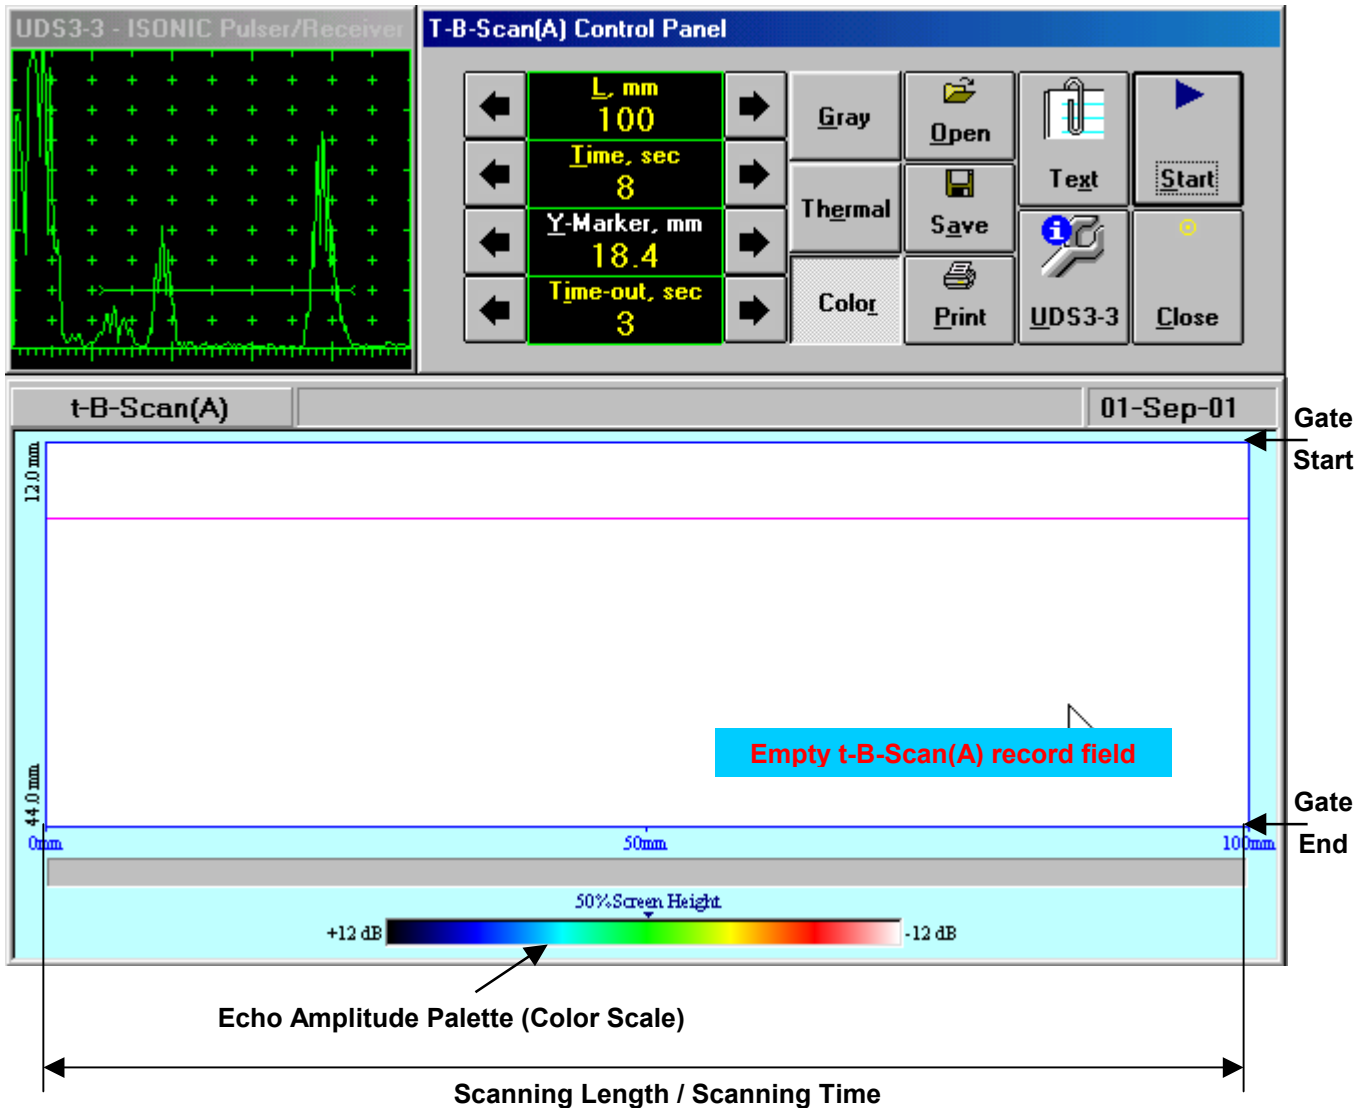 UDS3-3 - ISONIC Pulser/Receiver
T-B-Scan(A) Control Panel
L, mm
100
Time, sec
8
Y-Marker, mm
18.4
Time-out, sec
3
Gray
Thermal
Color
Open
Save
Print
Text
UDS3-3
Start
Close
t-B-Scan(A)
01-Sep-01
Gate
Start
12.0 mm
Empty t-B-Scan(A) record field
44.0 mm
Gate
End
0mm
50mm
100mm
50%Screen Height
+12 dB
-12 dB
Echo Amplitude Palette (Color Scale)
Scanning Length / Scanning Time